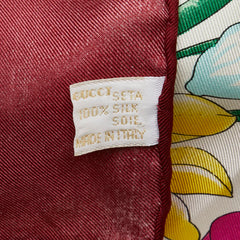 GUCCI SETA
100% SILK
SOIE
MADE IN ITALY